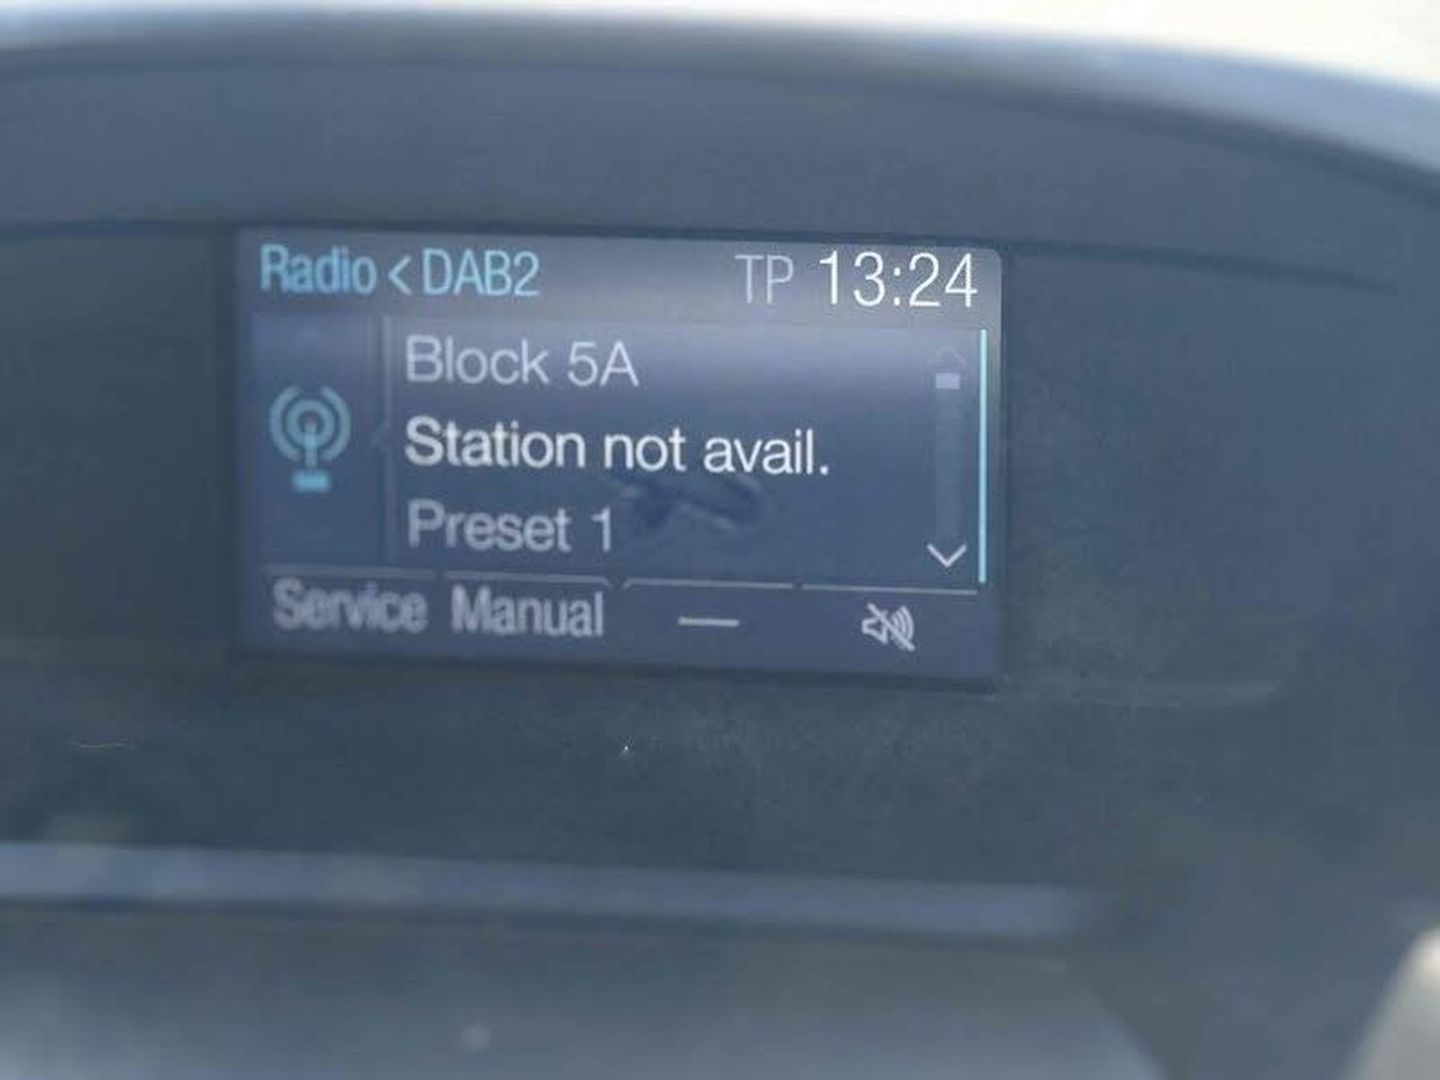 Radio < DAB2 TP 13:24
Block 5A
Station not avail.
Preset 1
Service Manual —